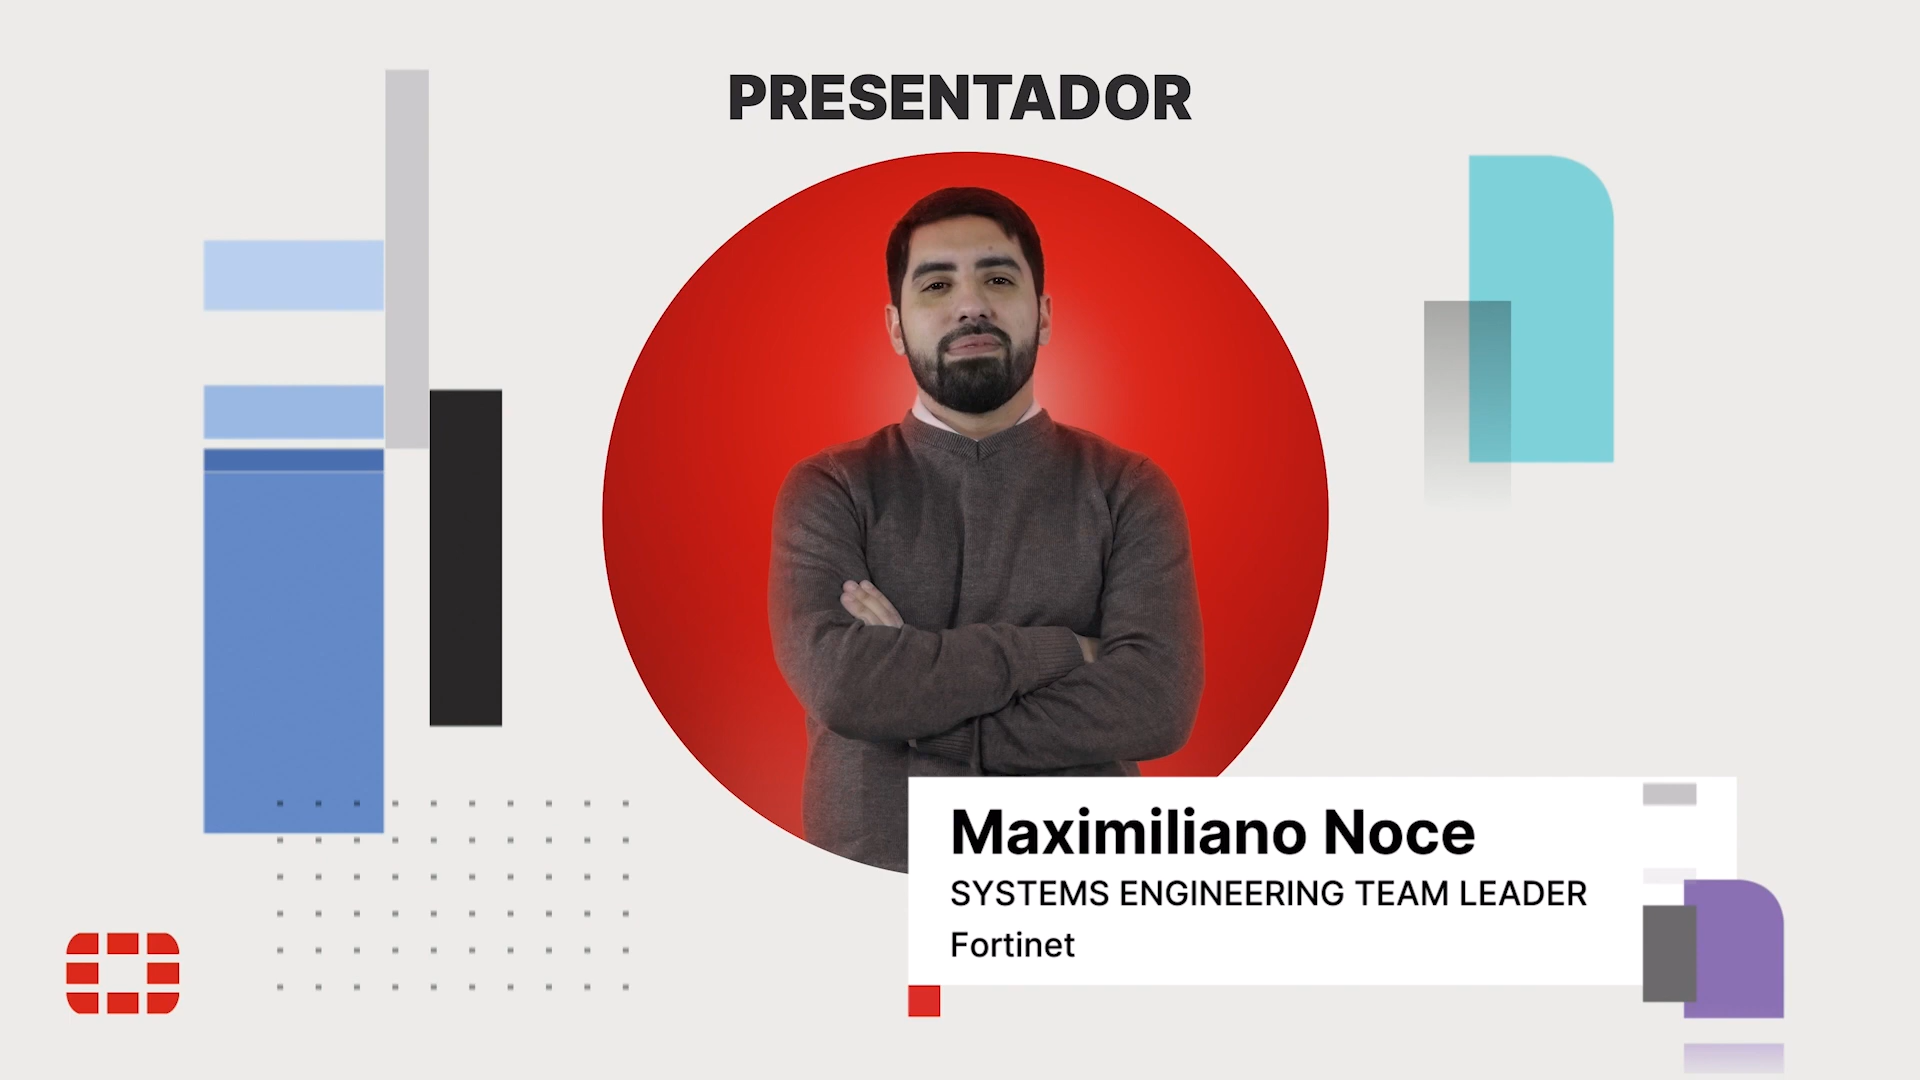 PRESENTADOR
Maximiliano Noce
SYSTEMS ENGINEERING TEAM LEADER
Fortinet